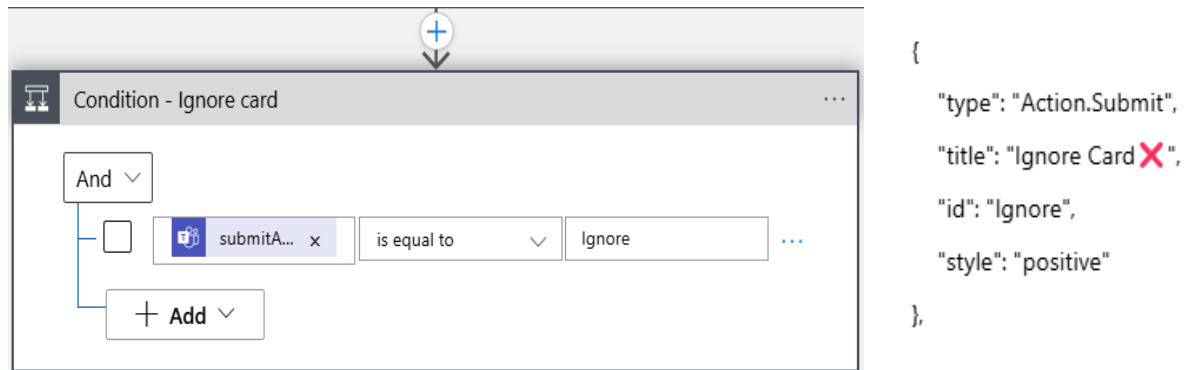 Condition - Ignore card
And
submitA... x is equal to Ignore
+ Add
{
"type": "Action.Submit",
"title": "Ignore Card❌",
"id": "Ignore",
"style": "positive"
},